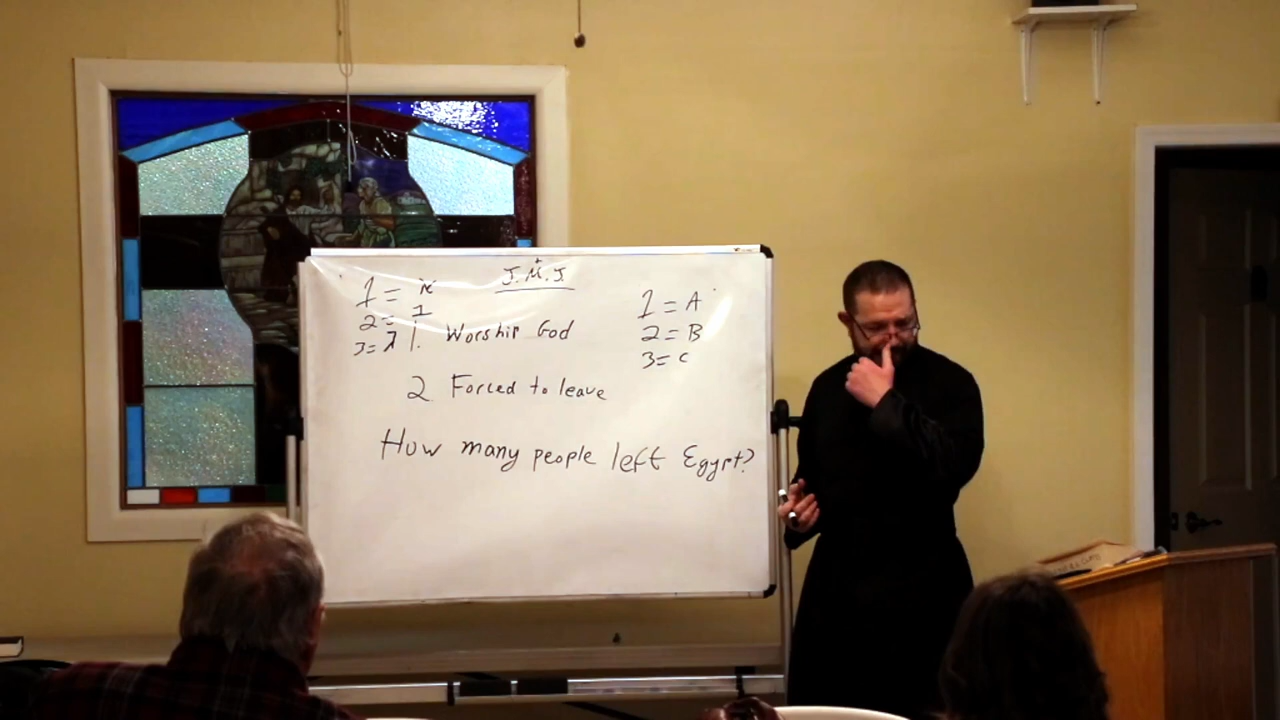 J.M.J.
1 = א
2 =
3 = ג
1. Worship God
1 = A
2 = B
3 = C
2 Forced to leave
How many people left Egypt?